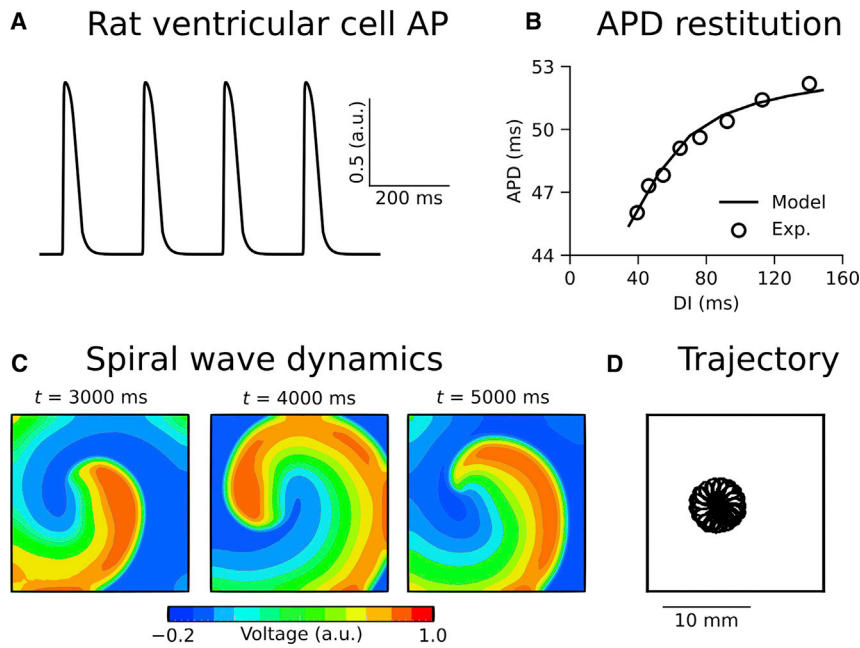 A Rat ventricular cell AP
0.5 (a.u.)
200 ms
B APD restitution
53
50
47
44
APD (ms)
Model
Exp.
0 40 80 120 160
DI (ms)
C Spiral wave dynamics
t = 3000 ms t = 4000 ms t = 5000 ms
−0.2 Voltage (a.u.) 1.0
D Trajectory
10 mm